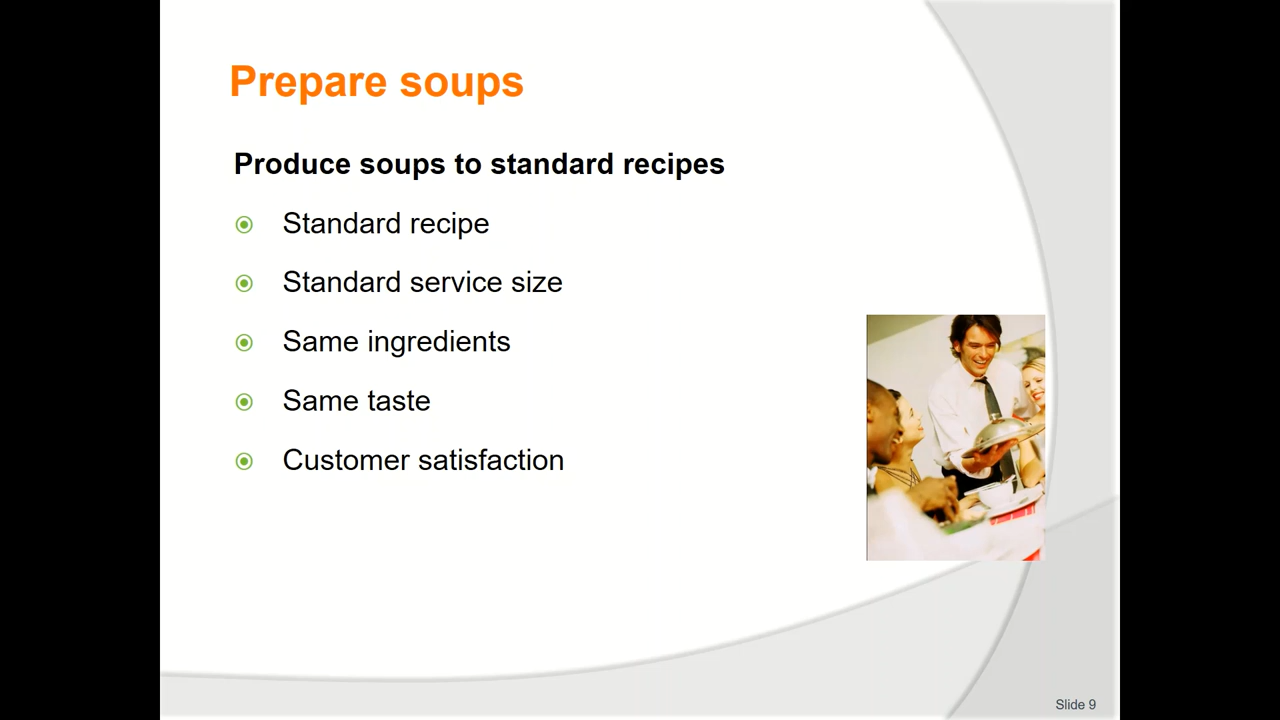 Prepare soups
Produce soups to standard recipes
Standard recipe
Standard service size
Same ingredients
Same taste
Customer satisfaction
Slide 9